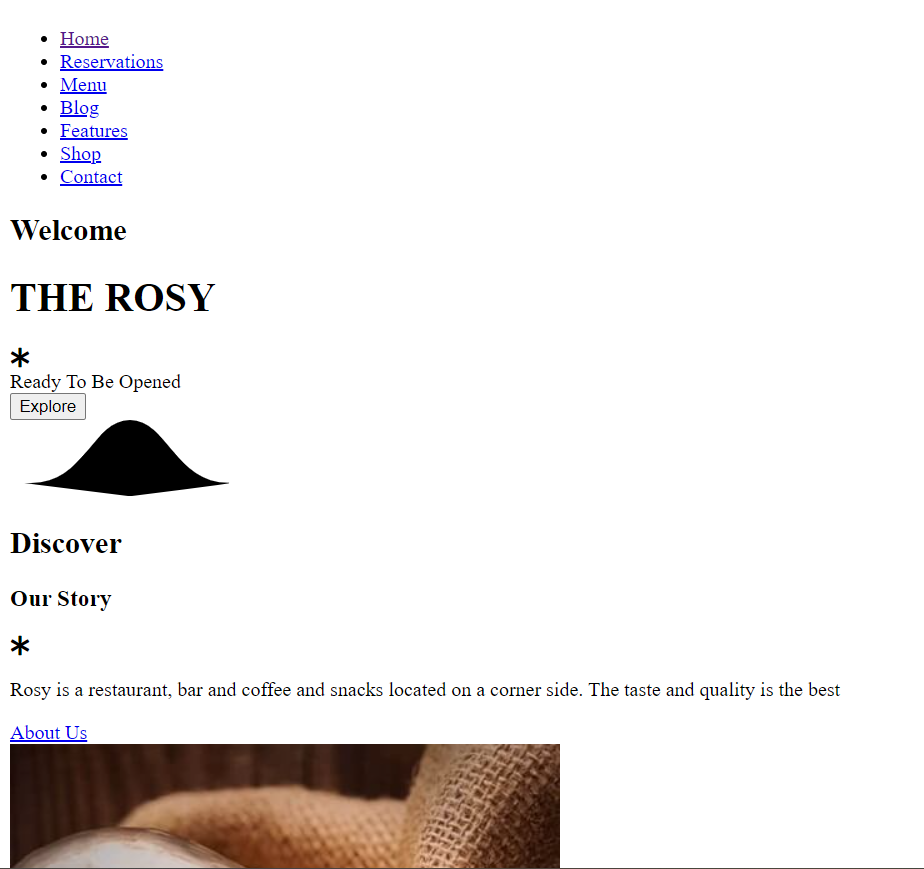 Home
Reservations
Menu
Blog
Features
Shop
Contact
Welcome
THE ROSY
Ready To Be Opened
Explore
Discover
Our Story
Rosy is a restaurant, bar and coffee and snacks located on a corner side. The taste and quality is the best
About Us